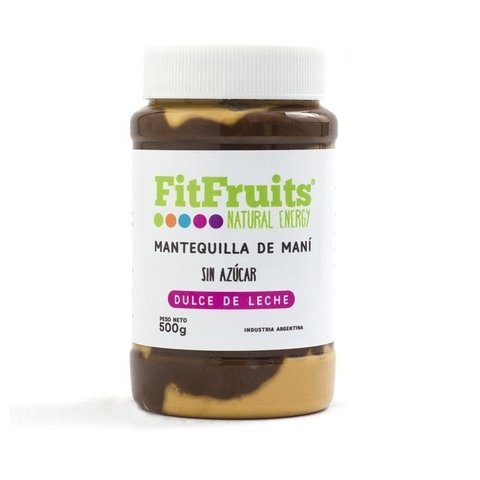 FitFruits®
NATURAL ENERGY
MANTEQUILLA DE MANÍ
SIN AZÚCAR
DULCE DE LECHE
PESO NETO
500g
INDUSTRIA ARGENTINA